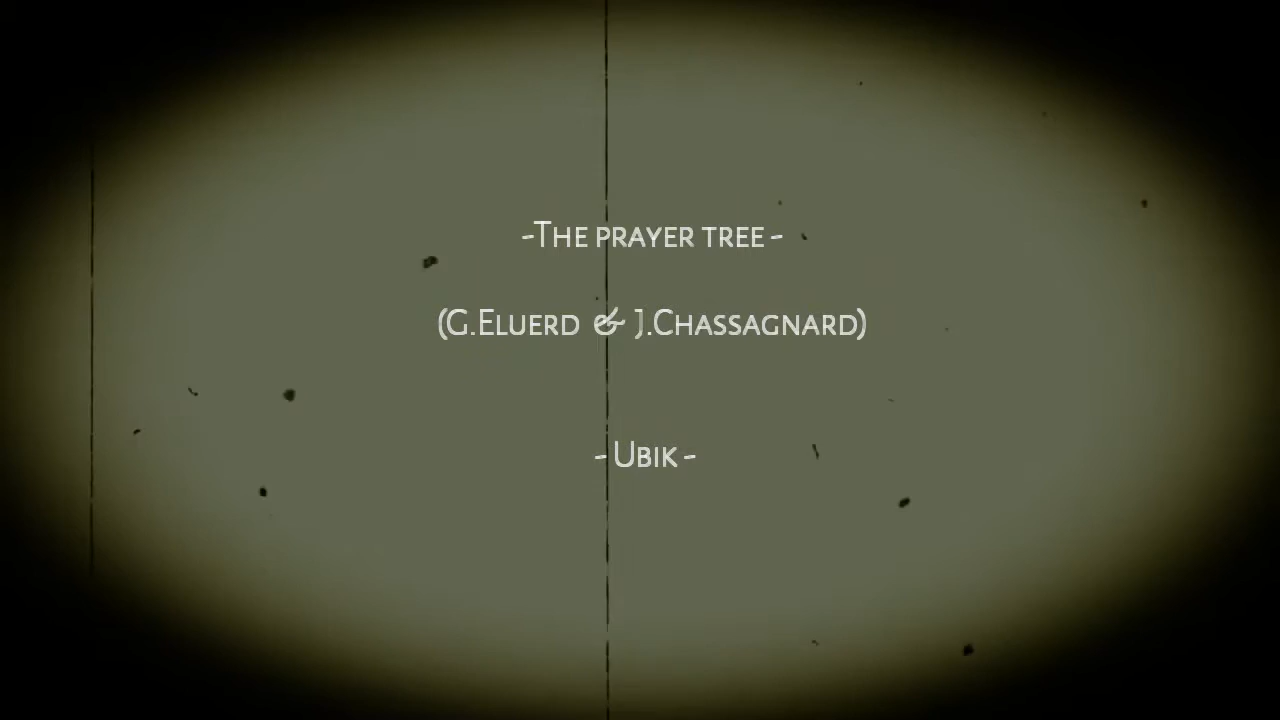 -The prayer tree-
(G.Eluerd & J.Chassagnard)
- Ubik -